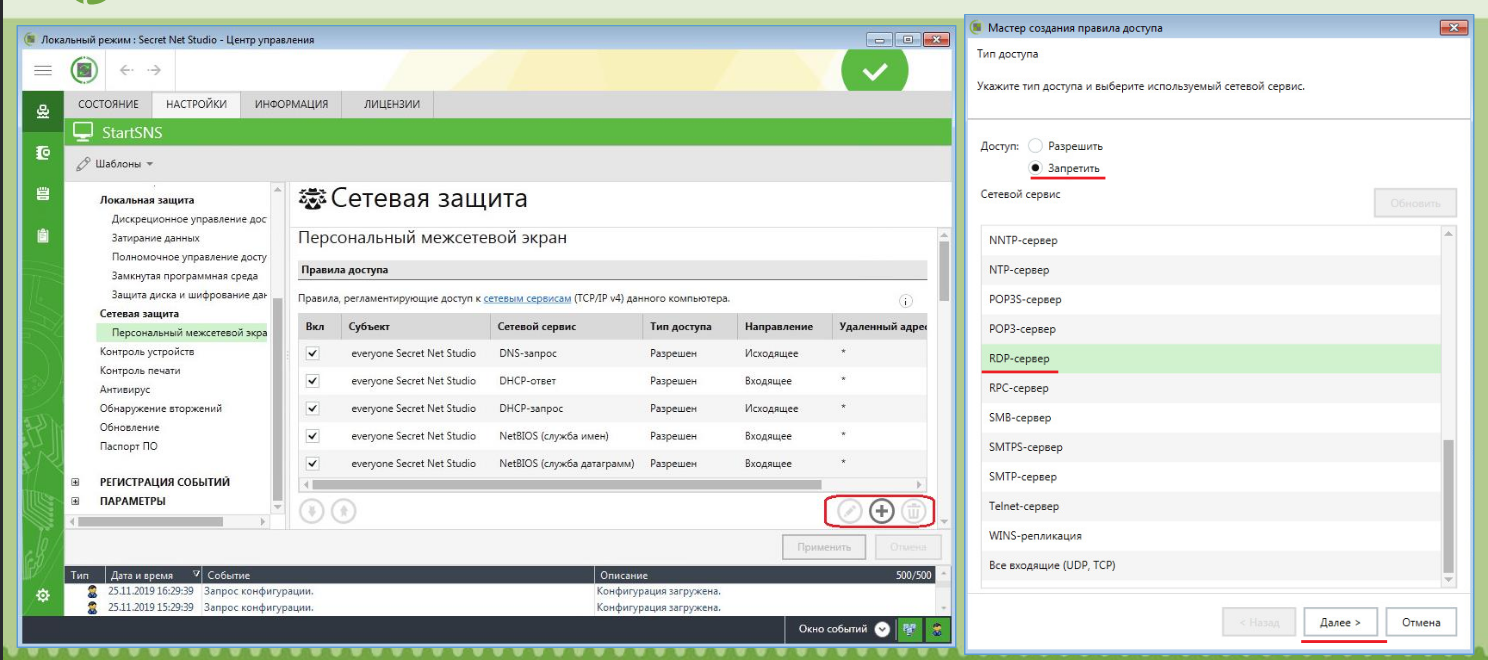 Локальный режим : Secret Net Studio - Центр управления
СОСТОЯНИЕ НАСТРОЙКИ ИНФОРМАЦИЯ ЛИЦЕНЗИИ
StartSNS
Шаблоны
Локальная защита
Дискреционное управление дос
Затирание данных
Полномочное управление досту
Замкнутая программная среда
Защита диска и шифрование дан
Сетевая защита
Персональный межсетевой экра
Контроль устройств
Контроль печати
Антивирус
Обнаружение вторжений
Обновление
Паспорт ПО
РЕГИСТРАЦИЯ СОБЫТИЙ
ПАРАМЕТРЫ
Сетевая защита
Персональный межсетевой экран
Правила доступа
Правила, регламентирующие доступ к сетевым сервисам (TCP/IP v4) данного компьютера.
Вкл Субъект Сетевой сервис Тип доступа Направление Удаленный адрес
everyone Secret Net Studio DNS-запрос Разрешен Исходящее *
everyone Secret Net Studio DHCP-ответ Разрешен Входящее *
everyone Secret Net Studio DHCP-запрос Разрешен Исходящее *
everyone Secret Net Studio NetBIOS (служба имен) Разрешен Входящее *
everyone Secret Net Studio NetBIOS (служба датаграмм) Разрешен Входящее *
Применить Отмена
Тип Дата и время Событие Описание 500/500
25.11.2019 16:29:39 Запрос конфигурации. Конфигурация загружена.
25.11.2019 15:29:39 Запрос конфигурации. Конфигурация загружена.
Окно событий
Мастер создания правила доступа
Тип доступа
Укажите тип доступа и выберите используемый сетевой сервис.
Доступ: Разрешить
Запретить
Сетевой сервис
Обновить
NNTP-сервер
NTP-сервер
POP3S-сервер
POP3-сервер
RDP-сервер
RPC-сервер
SMB-сервер
SMTPS-сервер
SMTP-сервер
Telnet-сервер
WINS-репликация
Все входящие (UDP, TCP)
< Назад Далее > Отмена